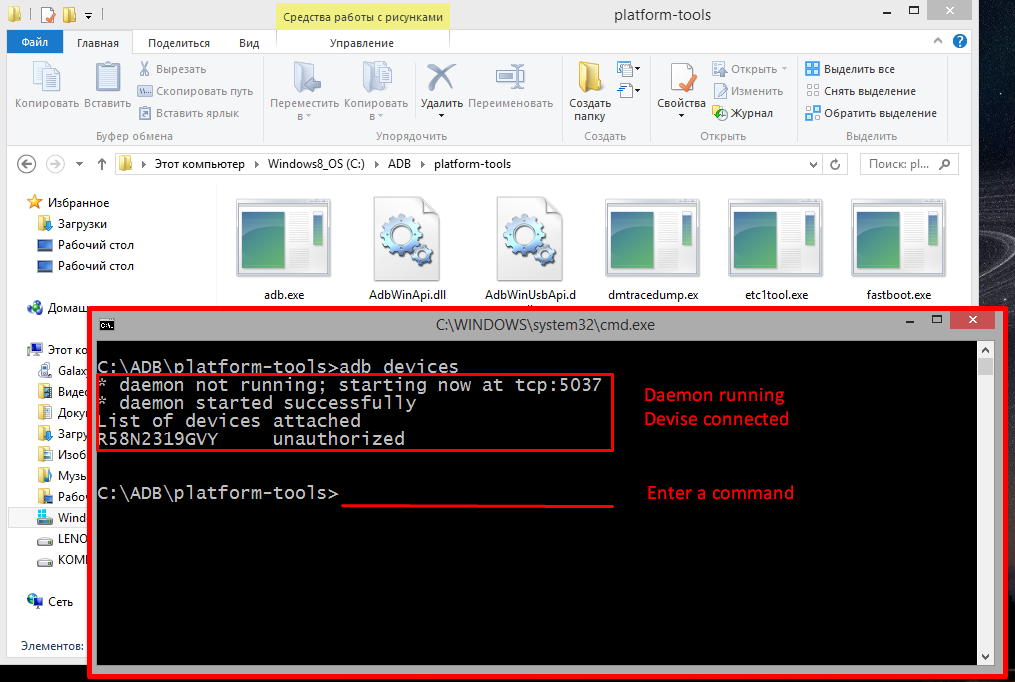 Средства работы с рисунками
platform-tools
Файл
Главная
Поделиться
Вид
Управление
Копировать
Вставить
Вырезать
Скопировать путь
Вставить ярлык
Буфер обмена
Переместить в
Копировать в
Удалить
Переименовать
Упорядочить
Создать папку
Создать
Свойства
Открыть
Изменить
Журнал
Открыть
Выделить все
Снять выделение
Обратить выделение
Выделить
Этот компьютер
Windows8_OS (C:)
ADB
platform-tools
Поиск: pl...
Избранное
Загрузки
Рабочий стол
Рабочий стол
Домаш
Этот ко
Galax
Видео
Доку
Загру
Изоб
Музы
Рабоч
Wind
LENO
KOMI
Сеть
Элементов:
adb.exe
AdbWinApi.dll
AdbWinUsbApi.d
dmtracedump.ex
etc1tool.exe
fastboot.exe
C:\WINDOWS\system32\cmd.exe
C:\ADB\platform-tools>adb devices
* daemon not running; starting now at tcp:5037
* daemon started successfully
List of devices attached
R58N2319GVY unauthorized
Daemon running
Devise connected
C:\ADB\platform-tools>
Enter a command